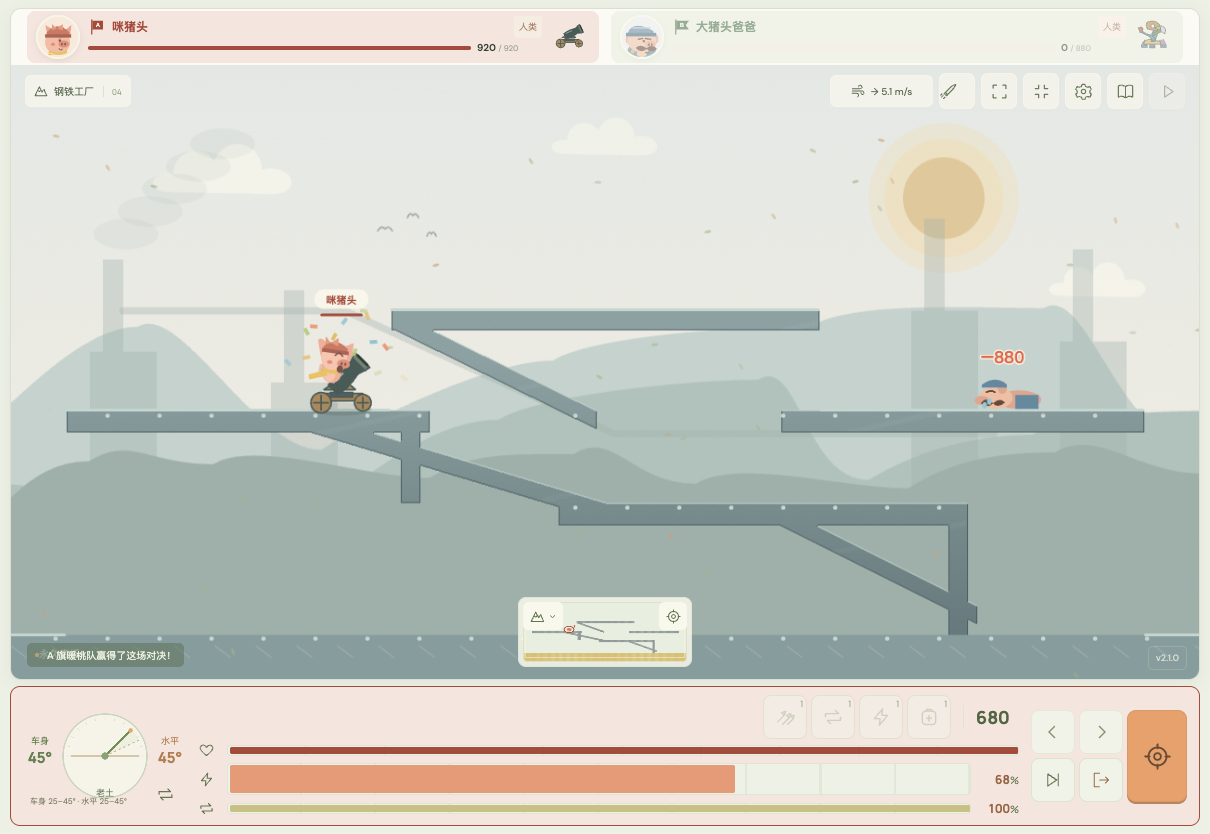 咪猪头
人类
920 / 920
大猪头爸爸
人类
0 / 880
钢铁工厂 04
→ 5.1 m/s
咪猪头
−880
A 旗暖桃队赢得了这场对决!
v2.1.0
1
1
1
1
680
车身
45°
水平
45°
老土
车身 25–45° · 水平 25–45°
68%
100%